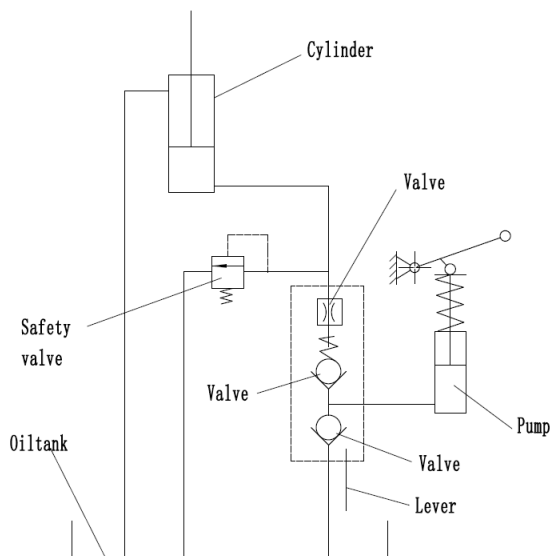 Cylinder
Valve
Safety
valve
Valve
Pump
Oiltank
Valve
Lever